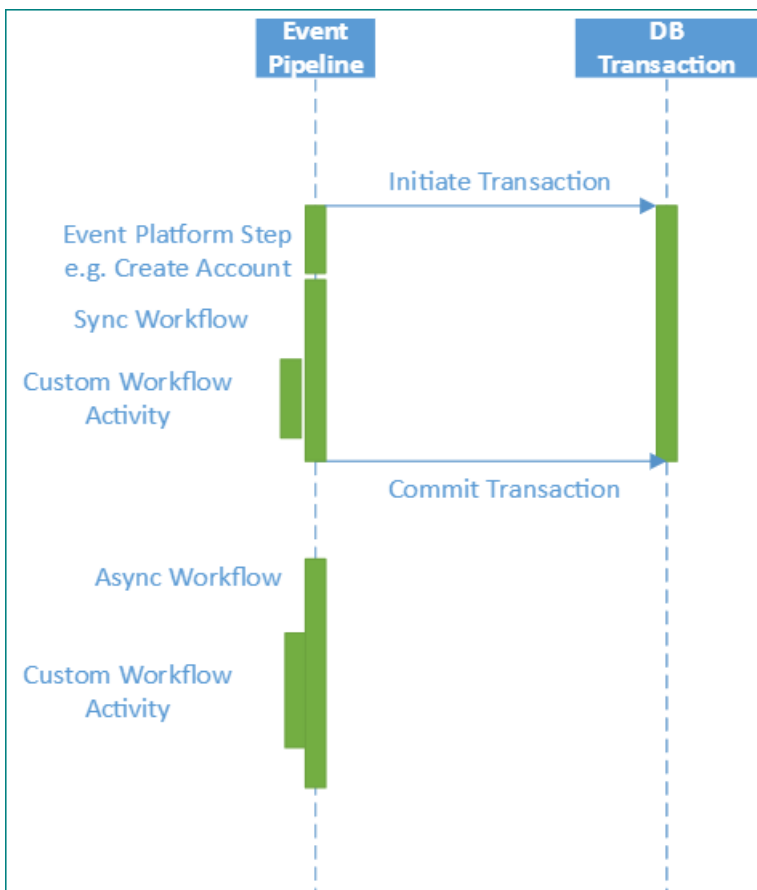 Event
Pipeline
DB
Transaction
Initiate Transaction
Event Platform Step
e.g. Create Account
Sync Workflow
Custom Workflow
Activity
Commit Transaction
Async Workflow
Custom Workflow
Activity